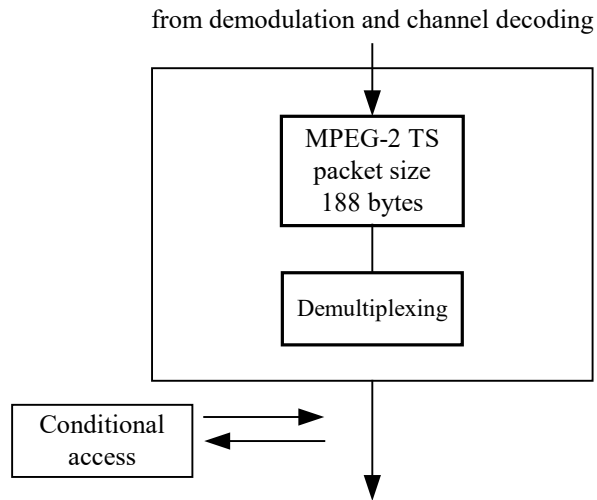 from demodulation and channel decoding
MPEG-2 TS
packet size
188 bytes
Demultiplexing
Conditional
access